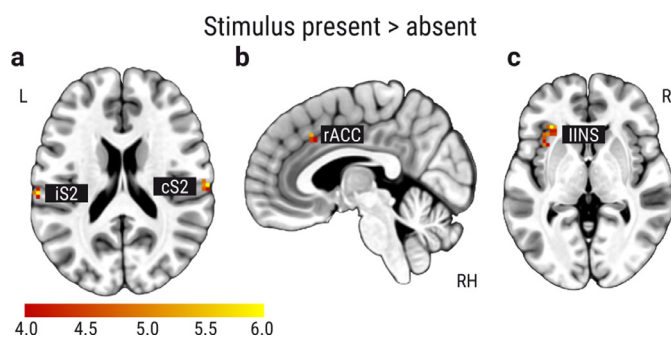 Stimulus present > absent
a
b
c
L
R
iS2
cS2
rACC
lINS
RH
4.0 4.5 5.0 5.5 6.0